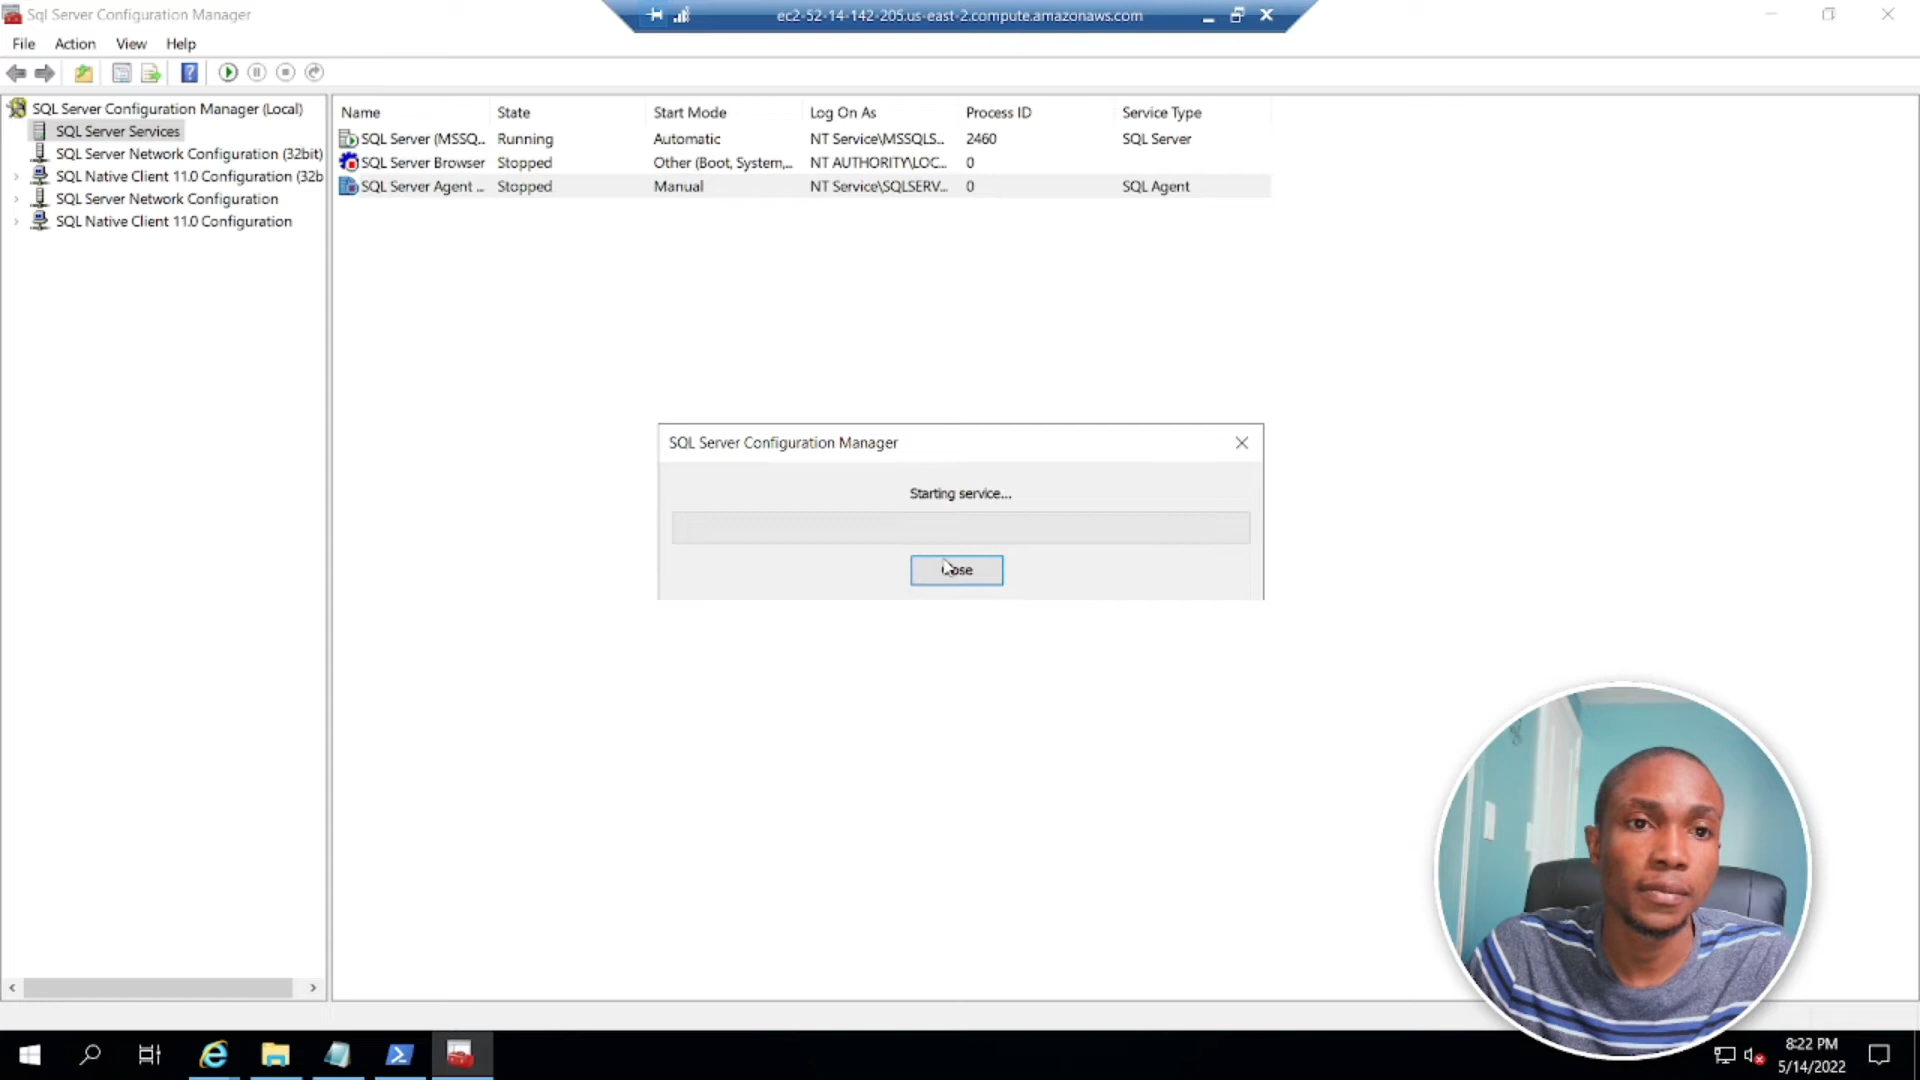 Sql Server Configuration Manager
ec2-52-14-142-205.us-east-2.compute.amazonaws.com
File Action View Help
SQL Server Configuration Manager (Local)
SQL Server Services
SQL Server Network Configuration (32bit)
SQL Native Client 11.0 Configuration (32b
SQL Server Network Configuration
SQL Native Client 11.0 Configuration
Name State Start Mode Log On As Process ID Service Type
SQL Server (MSSQ... Running Automatic NT Service\MSSQLS... 2460 SQL Server
SQL Server Browser Stopped Other (Boot, System,... NT AUTHORITY\LOC... 0
SQL Server Agent ... Stopped Manual NT Service\SQLSERV... 0 SQL Agent
SQL Server Configuration Manager
Starting service...
8:22 PM
5/14/2022